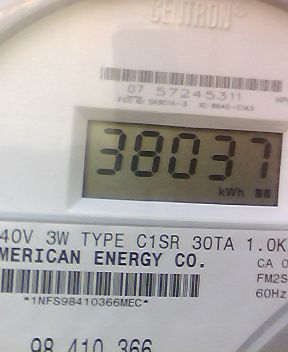 CENTRON®
07 57245311
38037
kWh
40V 3W TYPE C1SR 30TA 1.0K
MERICAN ENERGY CO.
CA 0
FM2S
60Hz
*1NFS98410366MEC*
98 410 366